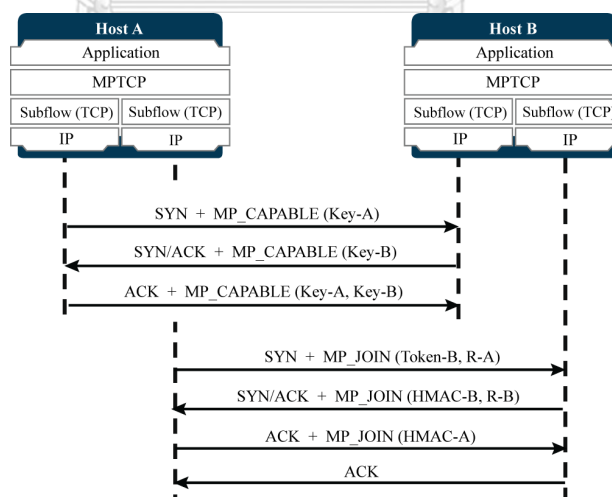 Host A
Application
MPTCP
Subflow (TCP) Subflow (TCP)
IP IP
Host B
Application
MPTCP
Subflow (TCP) Subflow (TCP)
IP IP
SYN + MP_CAPABLE (Key-A)
SYN/ACK + MP_CAPABLE (Key-B)
ACK + MP_CAPABLE (Key-A, Key-B)
SYN + MP_JOIN (Token-B, R-A)
SYN/ACK + MP_JOIN (HMAC-B, R-B)
ACK + MP_JOIN (HMAC-A)
ACK